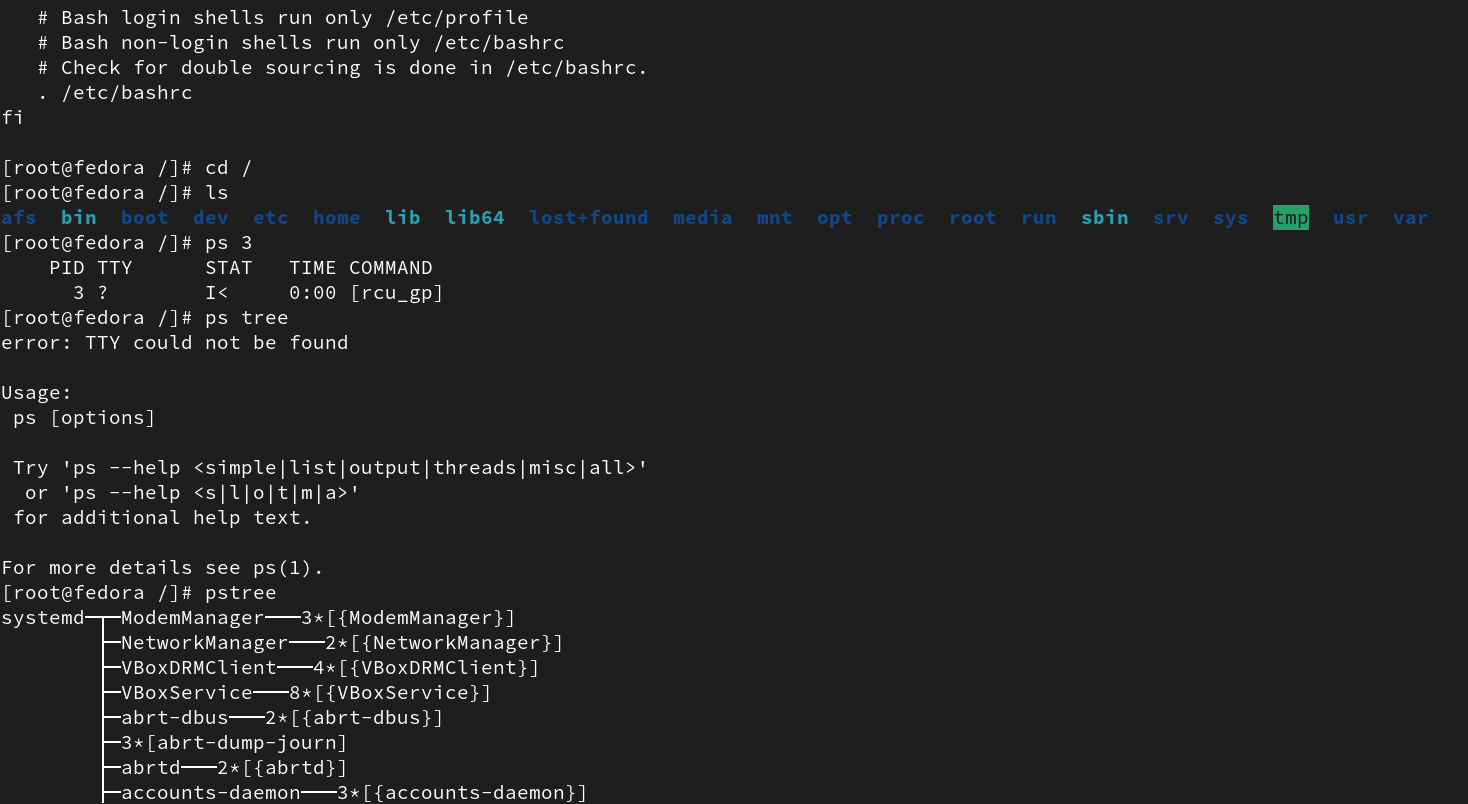 # Bash login shells run only /etc/profile
   # Bash non-login shells run only /etc/bashrc
   # Check for double sourcing is done in /etc/bashrc.
   . /etc/bashrc
fi

[root@fedora /]# cd /
[root@fedora /]# ls
afs  bin  boot  dev  etc  home  lib  lib64  lost+found  media  mnt  opt  proc  root  run  sbin  srv  sys  tmp  usr  var
[root@fedora /]# ps 3
    PID TTY      STAT   TIME COMMAND
      3 ?        I<     0:00 [rcu_gp]
[root@fedora /]# ps tree
error: TTY could not be found

Usage:
 ps [options]

 Try 'ps --help <simple|list|output|threads|misc|all>'
  or 'ps --help <s|l|o|t|m|a>'
 for additional help text.

For more details see ps(1).
[root@fedora /]# pstree
systemd─┬─ModemManager───3*[{ModemManager}]
        ├─NetworkManager───2*[{NetworkManager}]
        ├─VBoxDRMClient───4*[{VBoxDRMClient}]
        ├─VBoxService───8*[{VBoxService}]
        ├─abrt-dbus───2*[{abrt-dbus}]
        ├─3*[abrt-dump-journ]
        ├─abrtd───2*[{abrtd}]
        ├─accounts-daemon───3*[{accounts-daemon}]